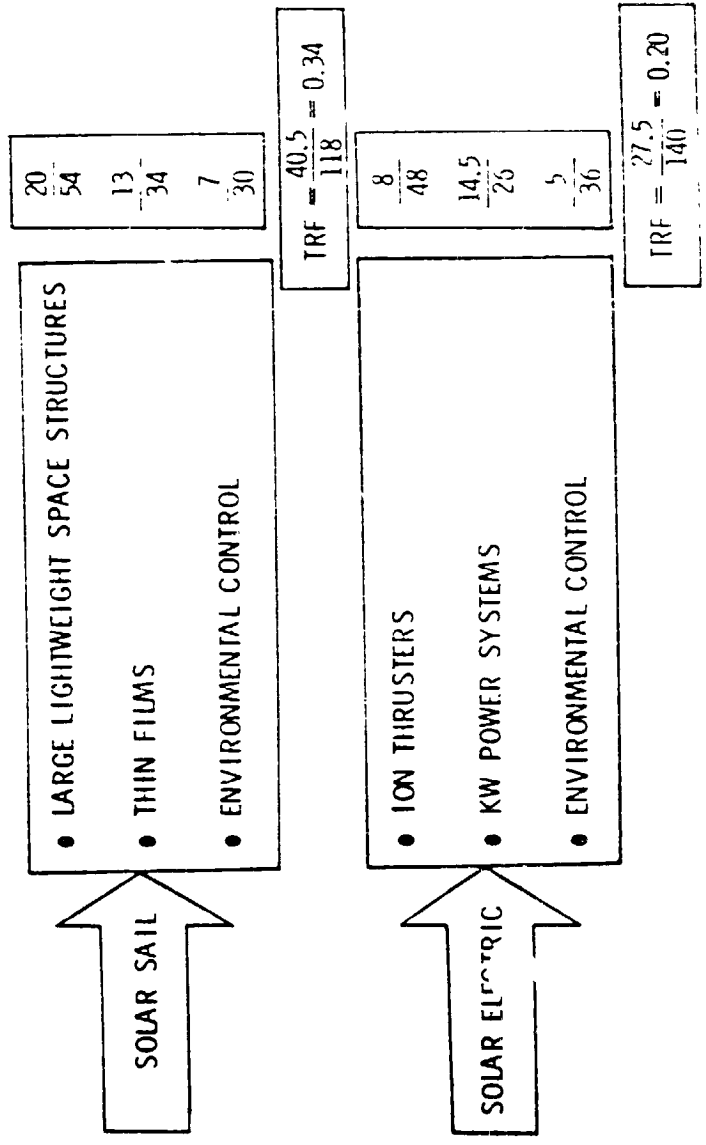 SOLAR SAIL
● LARGE LIGHTWEIGHT SPACE STRUCTURES
20
54
● THIN FILMS
13
34
● ENVIRONMENTAL CONTROL
7
30
TRF = 40.5 / 118 = 0.34
SOLAR ELECTRIC
● ION THRUSTERS
8
48
● KW POWER SYSTEMS
14.5
26
● ENVIRONMENTAL CONTROL
5
36
TRF = 27.5 / 140 = 0.20